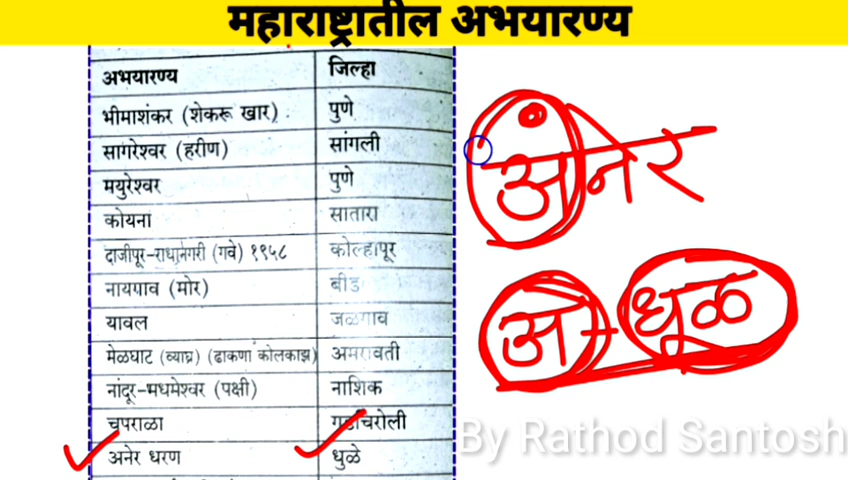 महाराष्ट्रातील अभयारण्य
अभयारण्य जिल्हा
भीमाशंकर (शेकरू खार) पुणे
सागरेश्वर (हरीण) सांगली
मयुरेश्वर पुणे
कोयना सातारा
दाजीपूर-राधानगरी (गवे) १९५८ कोल्हापूर
नायगाव (मोर) बीड
यावल जळगाव
मेळघाट (व्याघ्र) (ढाकणा कोलकाझ) अमरावती
नांदूर-मधमेश्वर (पक्षी) नाशिक
चपराळा गडचिरोली
अनेर धरण धुळे
अनेर
अ - धूळ
By Rathod Santosh